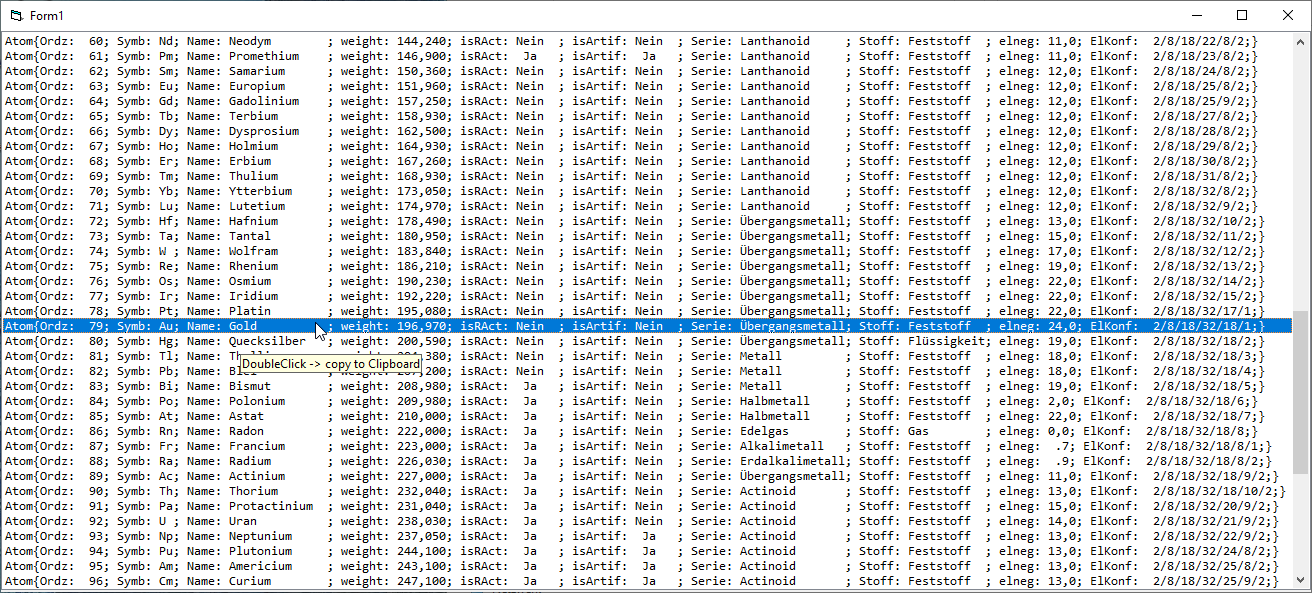 Form1
Atom{Ordz:  60; Symb: Nd; Name: Neodym       ; weight: 144,240; isRAct: Nein  ; isArtif: Nein  ; Serie: Lanthanoid     ; Stoff: Feststoff  ; elneg: 11,0; ElKonf:  2/8/18/22/8/2;}
Atom{Ordz:  61; Symb: Pm; Name: Promethium   ; weight: 146,900; isRAct:  Ja   ; isArtif:  Ja   ; Serie: Lanthanoid     ; Stoff: Feststoff  ; elneg: 11,0; ElKonf:  2/8/18/23/8/2;}
Atom{Ordz:  62; Symb: Sm; Name: Samarium     ; weight: 150,360; isRAct: Nein  ; isArtif: Nein  ; Serie: Lanthanoid     ; Stoff: Feststoff  ; elneg: 12,0; ElKonf:  2/8/18/24/8/2;}
Atom{Ordz:  63; Symb: Eu; Name: Europium     ; weight: 151,960; isRAct: Nein  ; isArtif: Nein  ; Serie: Lanthanoid     ; Stoff: Feststoff  ; elneg: 12,0; ElKonf:  2/8/18/25/8/2;}
Atom{Ordz:  64; Symb: Gd; Name: Gadolinium   ; weight: 157,250; isRAct: Nein  ; isArtif: Nein  ; Serie: Lanthanoid     ; Stoff: Feststoff  ; elneg: 12,0; ElKonf:  2/8/18/25/9/2;}
Atom{Ordz:  65; Symb: Tb; Name: Terbium      ; weight: 158,930; isRAct: Nein  ; isArtif: Nein  ; Serie: Lanthanoid     ; Stoff: Feststoff  ; elneg: 12,0; ElKonf:  2/8/18/27/8/2;}
Atom{Ordz:  66; Symb: Dy; Name: Dysprosium   ; weight: 162,500; isRAct: Nein  ; isArtif: Nein  ; Serie: Lanthanoid     ; Stoff: Feststoff  ; elneg: 12,0; ElKonf:  2/8/18/28/8/2;}
Atom{Ordz:  67; Symb: Ho; Name: Holmium      ; weight: 164,930; isRAct: Nein  ; isArtif: Nein  ; Serie: Lanthanoid     ; Stoff: Feststoff  ; elneg: 12,0; ElKonf:  2/8/18/29/8/2;}
Atom{Ordz:  68; Symb: Er; Name: Erbium       ; weight: 167,260; isRAct: Nein  ; isArtif: Nein  ; Serie: Lanthanoid     ; Stoff: Feststoff  ; elneg: 12,0; ElKonf:  2/8/18/30/8/2;}
Atom{Ordz:  69; Symb: Tm; Name: Thulium      ; weight: 168,930; isRAct: Nein  ; isArtif: Nein  ; Serie: Lanthanoid     ; Stoff: Feststoff  ; elneg: 12,0; ElKonf:  2/8/18/31/8/2;}
Atom{Ordz:  70; Symb: Yb; Name: Ytterbium    ; weight: 173,050; isRAct: Nein  ; isArtif: Nein  ; Serie: Lanthanoid     ; Stoff: Feststoff  ; elneg: 12,0; ElKonf:  2/8/18/32/8/2;}
Atom{Ordz:  71; Symb: Lu; Name: Lutetium     ; weight: 174,970; isRAct: Nein  ; isArtif: Nein  ; Serie: Lanthanoid     ; Stoff: Feststoff  ; elneg: 12,0; ElKonf:  2/8/18/32/9/2;}
Atom{Ordz:  72; Symb: Hf; Name: Hafnium      ; weight: 178,490; isRAct: Nein  ; isArtif: Nein  ; Serie: Übergangsmetall; Stoff: Feststoff  ; elneg: 13,0; ElKonf:  2/8/18/32/10/2;}
Atom{Ordz:  73; Symb: Ta; Name: Tantal       ; weight: 180,950; isRAct: Nein  ; isArtif: Nein  ; Serie: Übergangsmetall; Stoff: Feststoff  ; elneg: 15,0; ElKonf:  2/8/18/32/11/2;}
Atom{Ordz:  74; Symb: W ; Name: Wolfram      ; weight: 183,840; isRAct: Nein  ; isArtif: Nein  ; Serie: Übergangsmetall; Stoff: Feststoff  ; elneg: 17,0; ElKonf:  2/8/18/32/12/2;}
Atom{Ordz:  75; Symb: Re; Name: Rhenium      ; weight: 186,210; isRAct: Nein  ; isArtif: Nein  ; Serie: Übergangsmetall; Stoff: Feststoff  ; elneg: 19,0; ElKonf:  2/8/18/32/13/2;}
Atom{Ordz:  76; Symb: Os; Name: Osmium       ; weight: 190,230; isRAct: Nein  ; isArtif: Nein  ; Serie: Übergangsmetall; Stoff: Feststoff  ; elneg: 22,0; ElKonf:  2/8/18/32/14/2;}
Atom{Ordz:  77; Symb: Ir; Name: Iridium      ; weight: 192,220; isRAct: Nein  ; isArtif: Nein  ; Serie: Übergangsmetall; Stoff: Feststoff  ; elneg: 22,0; ElKonf:  2/8/18/32/15/2;}
Atom{Ordz:  78; Symb: Pt; Name: Platin       ; weight: 195,080; isRAct: Nein  ; isArtif: Nein  ; Serie: Übergangsmetall; Stoff: Feststoff  ; elneg: 22,0; ElKonf:  2/8/18/32/17/1;}
Atom{Ordz:  79; Symb: Au; Name: Gold         ; weight: 196,970; isRAct: Nein  ; isArtif: Nein  ; Serie: Übergangsmetall; Stoff: Feststoff  ; elneg: 24,0; ElKonf:  2/8/18/32/18/1;}
Atom{Ordz:  80; Symb: Hg; Name: Quecksilber  ; weight: 200,590; isRAct: Nein  ; isArtif: Nein  ; Serie: Übergangsmetall; Stoff: Flüssigkeit; elneg: 19,0; ElKonf:  2/8/18/32/18/2;}
Atom{Ordz:  81; Symb: Tl; Name: ,380; isRAct: Nein  ; isArtif: Nein  ; Serie: Metall         ; Stoff: Feststoff  ; elneg: 18,0; ElKonf:  2/8/18/32/18/3;}
DoubleClick -> copy to Clipboard
Atom{Ordz:  82; Symb: Pb; Name: ,200; isRAct: Nein  ; isArtif: Nein  ; Serie: Metall         ; Stoff: Feststoff  ; elneg: 18,0; ElKonf:  2/8/18/32/18/4;}
Atom{Ordz:  83; Symb: Bi; Name: Bismut       ; weight: 208,980; isRAct:  Ja   ; isArtif: Nein  ; Serie: Metall         ; Stoff: Feststoff  ; elneg: 19,0; ElKonf:  2/8/18/32/18/5;}
Atom{Ordz:  84; Symb: Po; Name: Polonium     ; weight: 209,980; isRAct:  Ja   ; isArtif: Nein  ; Serie: Halbmetall     ; Stoff: Feststoff  ; elneg: 2,0; ElKonf:  2/8/18/32/18/6;}
Atom{Ordz:  85; Symb: At; Name: Astat        ; weight: 210,000; isRAct:  Ja   ; isArtif: Nein  ; Serie: Halbmetall     ; Stoff: Feststoff  ; elneg: 22,0; ElKonf:  2/8/18/32/18/7;}
Atom{Ordz:  86; Symb: Rn; Name: Radon        ; weight: 222,000; isRAct:  Ja   ; isArtif: Nein  ; Serie: Edelgas        ; Stoff: Gas        ; elneg: 0,0; ElKonf:  2/8/18/32/18/8;}
Atom{Ordz:  87; Symb: Fr; Name: Francium     ; weight: 223,000; isRAct:  Ja   ; isArtif: Nein  ; Serie: Alkalimetall   ; Stoff: Feststoff  ; elneg:  .7; ElKonf:  2/8/18/32/18/8/1;}
Atom{Ordz:  88; Symb: Ra; Name: Radium       ; weight: 226,030; isRAct:  Ja   ; isArtif: Nein  ; Serie: Erdalkalimetall; Stoff: Feststoff  ; elneg:  .9; ElKonf:  2/8/18/32/18/8/2;}
Atom{Ordz:  89; Symb: Ac; Name: Actinium     ; weight: 227,000; isRAct:  Ja   ; isArtif: Nein  ; Serie: Übergangsmetall; Stoff: Feststoff  ; elneg: 11,0; ElKonf:  2/8/18/32/18/9/2;}
Atom{Ordz:  90; Symb: Th; Name: Thorium      ; weight: 232,040; isRAct:  Ja   ; isArtif: Nein  ; Serie: Actinoid       ; Stoff: Feststoff  ; elneg: 13,0; ElKonf:  2/8/18/32/18/10/2;}
Atom{Ordz:  91; Symb: Pa; Name: Protactinium ; weight: 231,040; isRAct:  Ja   ; isArtif: Nein  ; Serie: Actinoid       ; Stoff: Feststoff  ; elneg: 15,0; ElKonf:  2/8/18/32/20/9/2;}
Atom{Ordz:  92; Symb: U ; Name: Uran         ; weight: 238,030; isRAct:  Ja   ; isArtif: Nein  ; Serie: Actinoid       ; Stoff: Feststoff  ; elneg: 14,0; ElKonf:  2/8/18/32/21/9/2;}
Atom{Ordz:  93; Symb: Np; Name: Neptunium    ; weight: 237,050; isRAct:  Ja   ; isArtif:  Ja   ; Serie: Actinoid       ; Stoff: Feststoff  ; elneg: 13,0; ElKonf:  2/8/18/32/22/9/2;}
Atom{Ordz:  94; Symb: Pu; Name: Plutonium    ; weight: 244,100; isRAct:  Ja   ; isArtif:  Ja   ; Serie: Actinoid       ; Stoff: Feststoff  ; elneg: 13,0; ElKonf:  2/8/18/32/24/8/2;}
Atom{Ordz:  95; Symb: Am; Name: Americium    ; weight: 243,100; isRAct:  Ja   ; isArtif:  Ja   ; Serie: Actinoid       ; Stoff: Feststoff  ; elneg: 13,0; ElKonf:  2/8/18/32/25/8/2;}
Atom{Ordz:  96; Symb: Cm; Name: Curium       ; weight: 247,100; isRAct:  Ja   ; isArtif:  Ja   ; Serie: Actinoid       ; Stoff: Feststoff  ; elneg: 13,0; ElKonf:  2/8/18/32/25/9/2;}